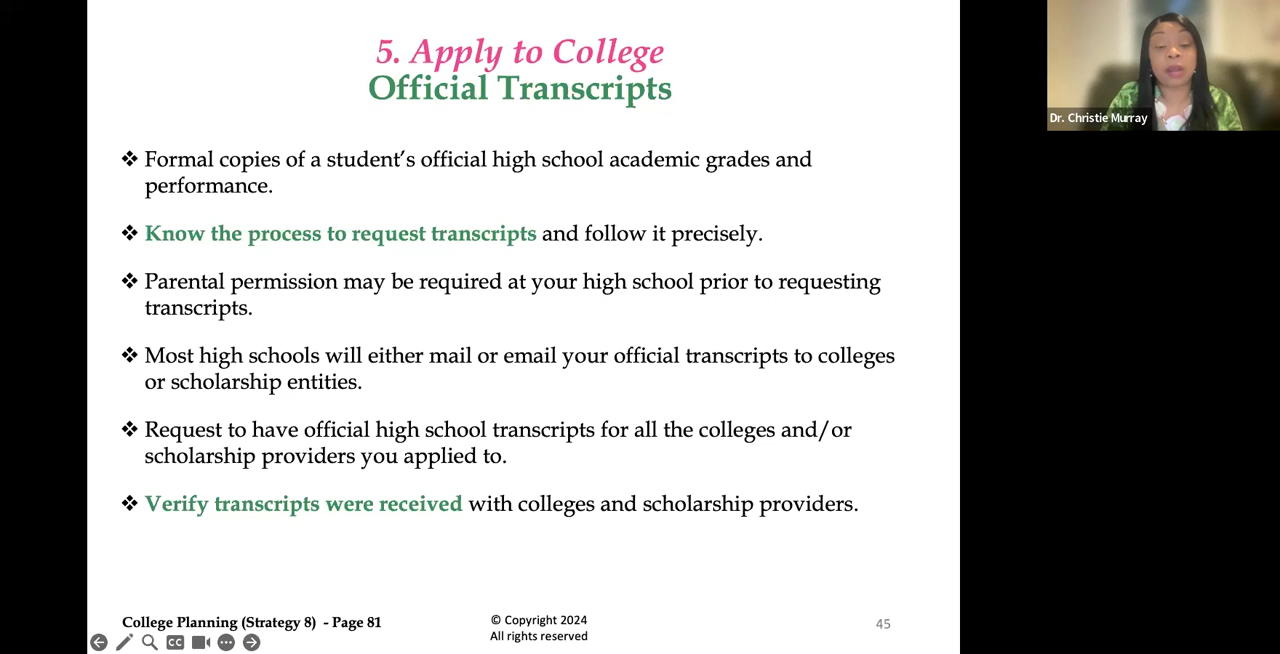 5. Apply to College
Official Transcripts
❖ Formal copies of a student’s official high school academic grades and
performance.
❖ Know the process to request transcripts and follow it precisely.
❖ Parental permission may be required at your high school prior to requesting
transcripts.
❖ Most high schools will either mail or email your official transcripts to colleges
or scholarship entities.
❖ Request to have official high school transcripts for all the colleges and/or
scholarship providers you applied to.
❖ Verify transcripts were received with colleges and scholarship providers.
College Planning (Strategy 8) - Page 81
© Copyright 2024
All rights reserved
45
CC
Dr. Christie Murray